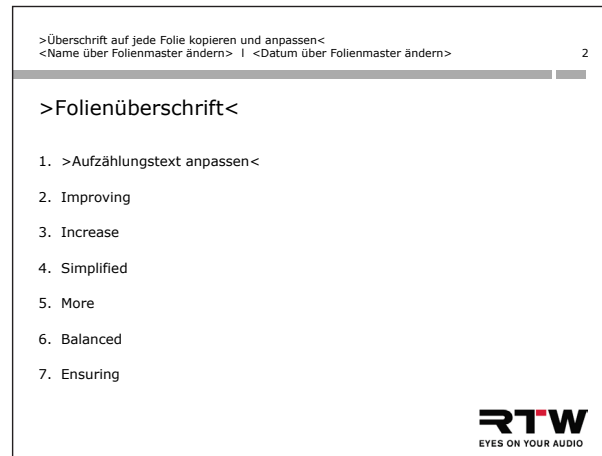 >Überschrift auf jede Folie kopieren und anpassen<
<Name über Folienmaster ändern> l <Datum über Folienmaster ändern> 2
>Folienüberschrift<
1. >Aufzählungstext anpassen<
2. Improving
3. Increase
4. Simplified
5. More
6. Balanced
7. Ensuring
RTW
EYES ON YOUR AUDIO